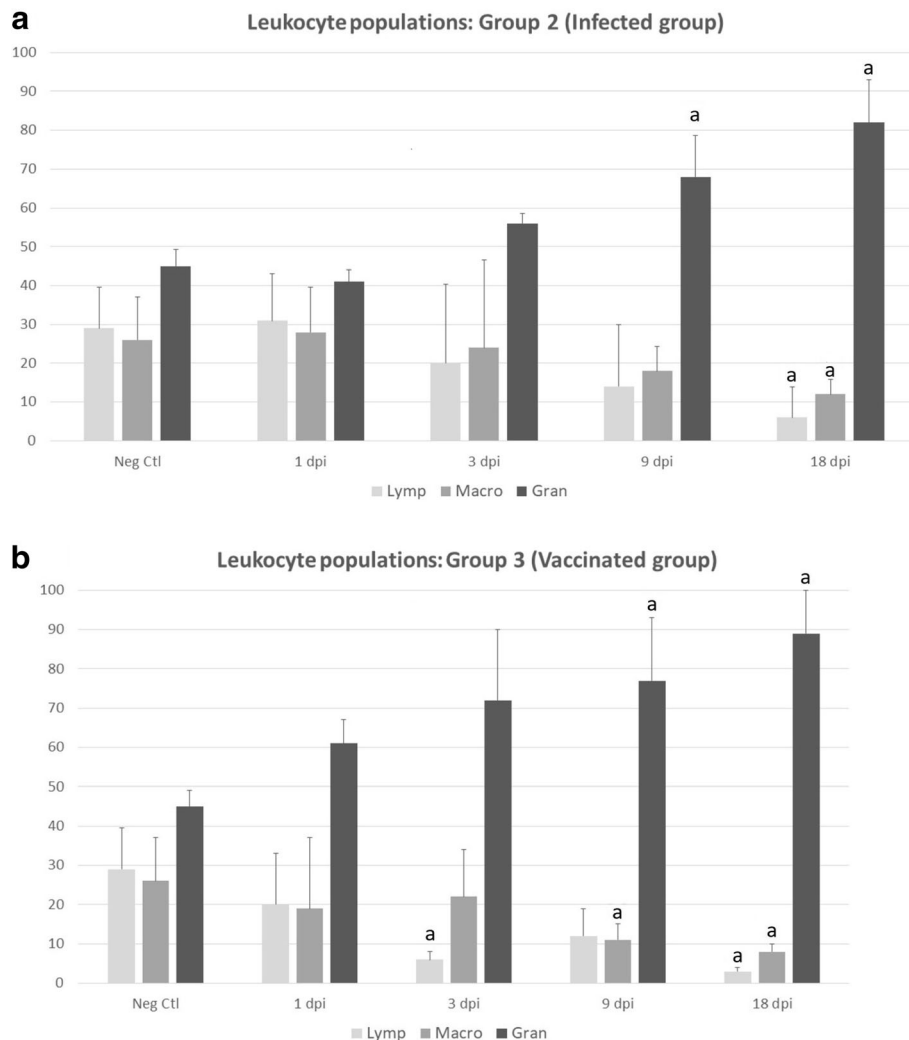 a
Leukocyte populations: Group 2 (Infected group)
100
90
80
70
60
50
40
30
20
10
0
a
a
a
a
Neg Ctl
1 dpi
3 dpi
9 dpi
18 dpi
Lymp Macro Gran
b
Leukocyte populations: Group 3 (Vaccinated group)
100
90
80
70
60
50
40
30
20
10
0
a
a
a
a
a
a
Neg Ctl
1 dpi
3 dpi
9 dpi
18 dpi
Lymp Macro Gran